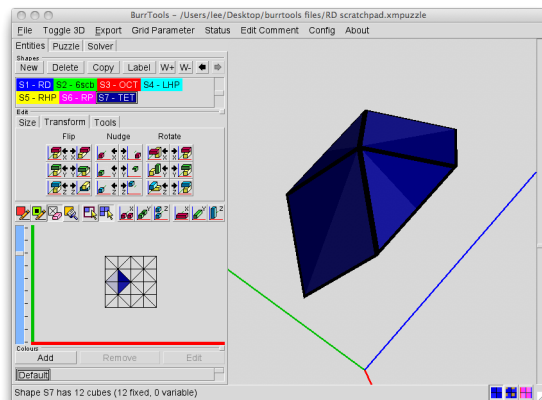 BurrTools - /Users/lee/Desktop/burrtools files/RD scratchpad.xmpuzzle
File Toggle 3D Export Grid Parameter Status Edit Comment Config About
Entities Puzzle Solver
Shapes
New Delete Copy Label W+ W-
S1 - RD S2 - 6scb S3 - OCT S4 - LHP
S5 - RHP S6 - RP S7 - TET
Edit
Size Transform Tools
Flip Nudge Rotate
X X X
Y Y Y
Z Z Z
X Y Z X Y Z
Colours
Add Remove Edit
Default
Shape S7 has 12 cubes (12 fixed, 0 variable)